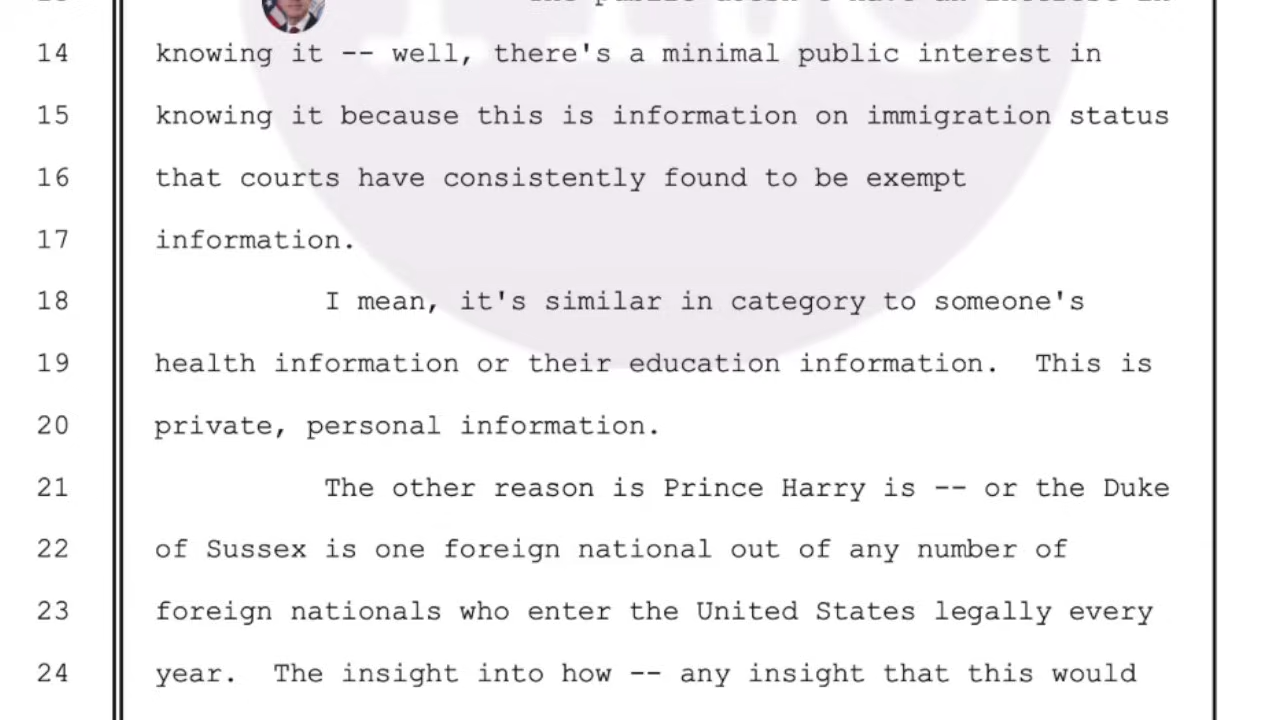 14 knowing it -- well, there's a minimal public interest in
15 knowing it because this is information on immigration status
16 that courts have consistently found to be exempt
17 information.
18 I mean, it's similar in category to someone's
19 health information or their education information.  This is
20 private, personal information.
21 The other reason is Prince Harry is -- or the Duke
22 of Sussex is one foreign national out of any number of
23 foreign nationals who enter the United States legally every
24 year.  The insight into how -- any insight that this would